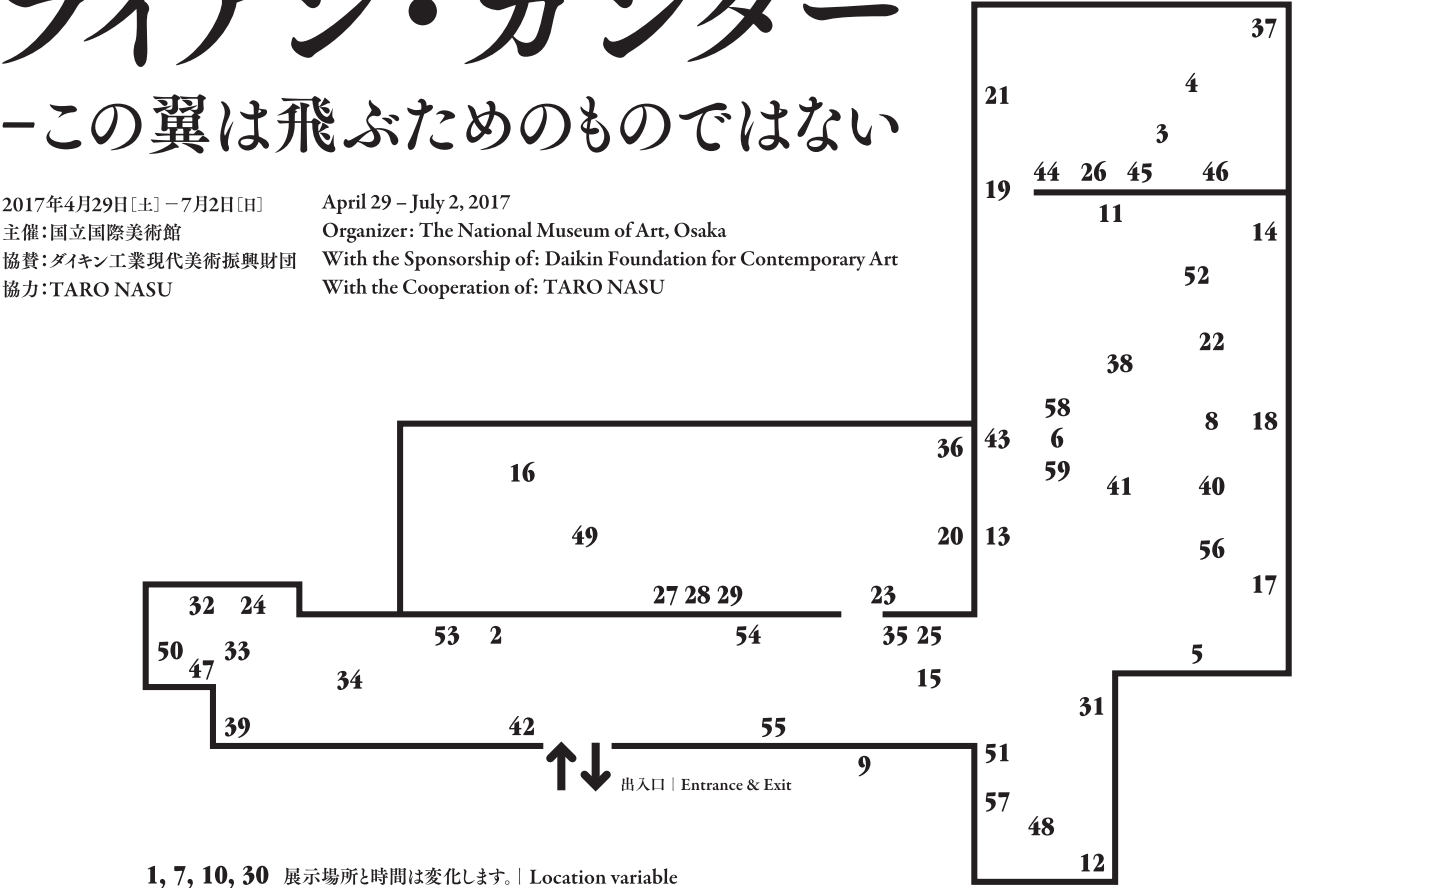 ライアン・ガンダー
−この翼は飛ぶためのものではない
2017年4月29日［土］− 7月2日［日］
主催：国立国際美術館
協賛：ダイキン工業現代美術振興財団
協力：TARO NASU
April 29 – July 2, 2017
Organizer: The National Museum of Art, Osaka
With the Sponsorship of: Daikin Foundation for Contemporary Art
With the Cooperation of: TARO NASU
37
4
21
3
44 26 45 46
19
11
14
52
22
38
58
8 18
36 43 6
16
59
41 40
49
20 13
56
17
27 28 29 23
32 24
53 2 54 35 25
50 33
47
5
34
15
31
39
42
55
51
9
出入口｜Entrance & Exit
57
48
12
1, 7, 10, 30 展示場所と時間は変化します。｜Location variable